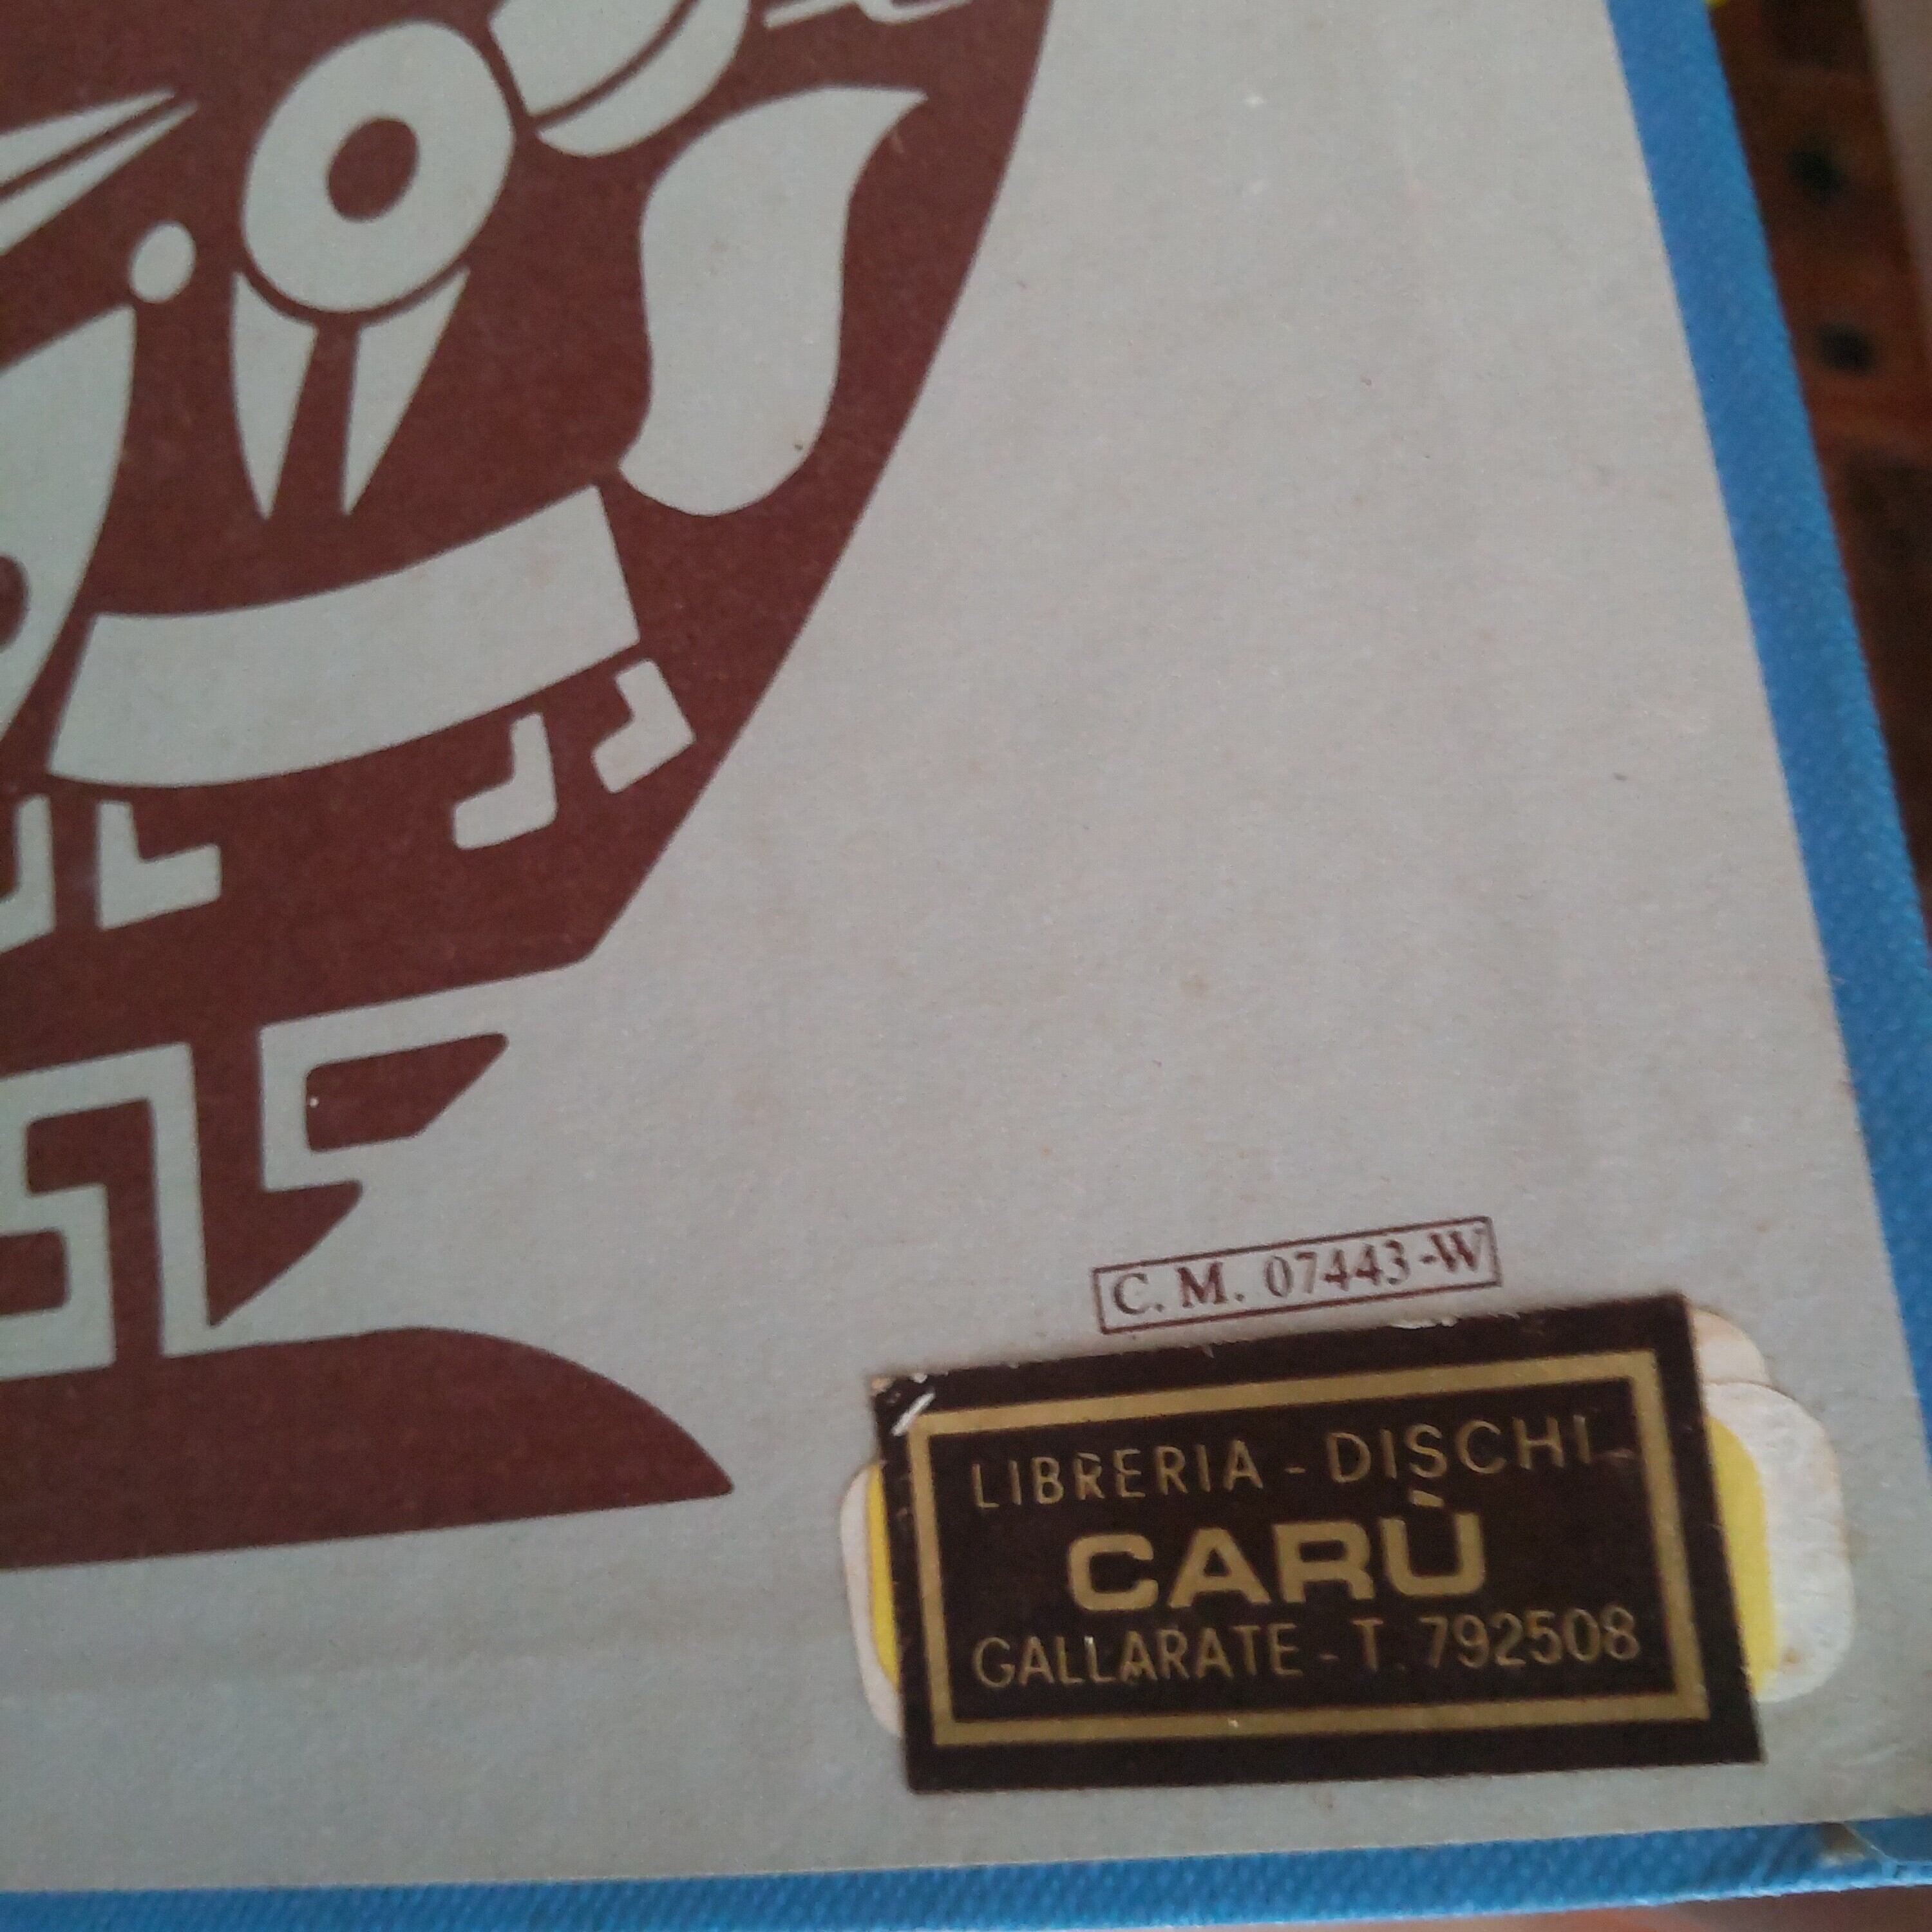 C. M. 07443-W
LIBRERIA - DISCHI
CARÙ
GALLARATE - T. 792508